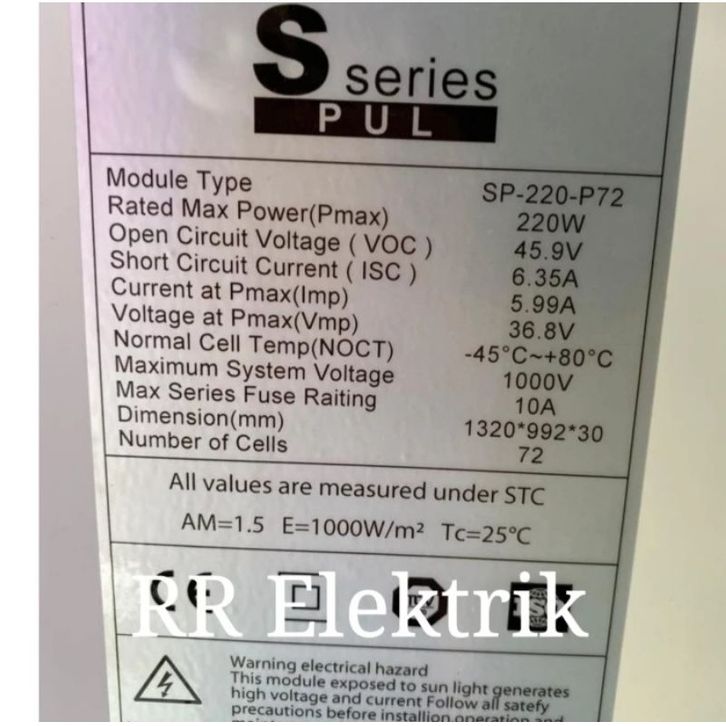 S series
PUL
Module Type SP-220-P72
Rated Max Power(Pmax) 220W
Open Circuit Voltage ( VOC ) 45.9V
Short Circuit Current ( ISC ) 6.35A
Current at Pmax(Imp) 5.99A
Voltage at Pmax(Vmp) 36.8V
Normal Cell Temp(NOCT) -45°C~+80°C
Maximum System Voltage 1000V
Max Series Fuse Raiting 10A
Dimension(mm) 1320*992*30
Number of Cells 72
All values are measured under STC
AM=1.5 E=1000W/m² Tc=25℃
CE
RR Elektrik
Warning electrical hazard
This module exposed to sun light generates
high voltage and current Follow all satefy
precautions before installion,operation and